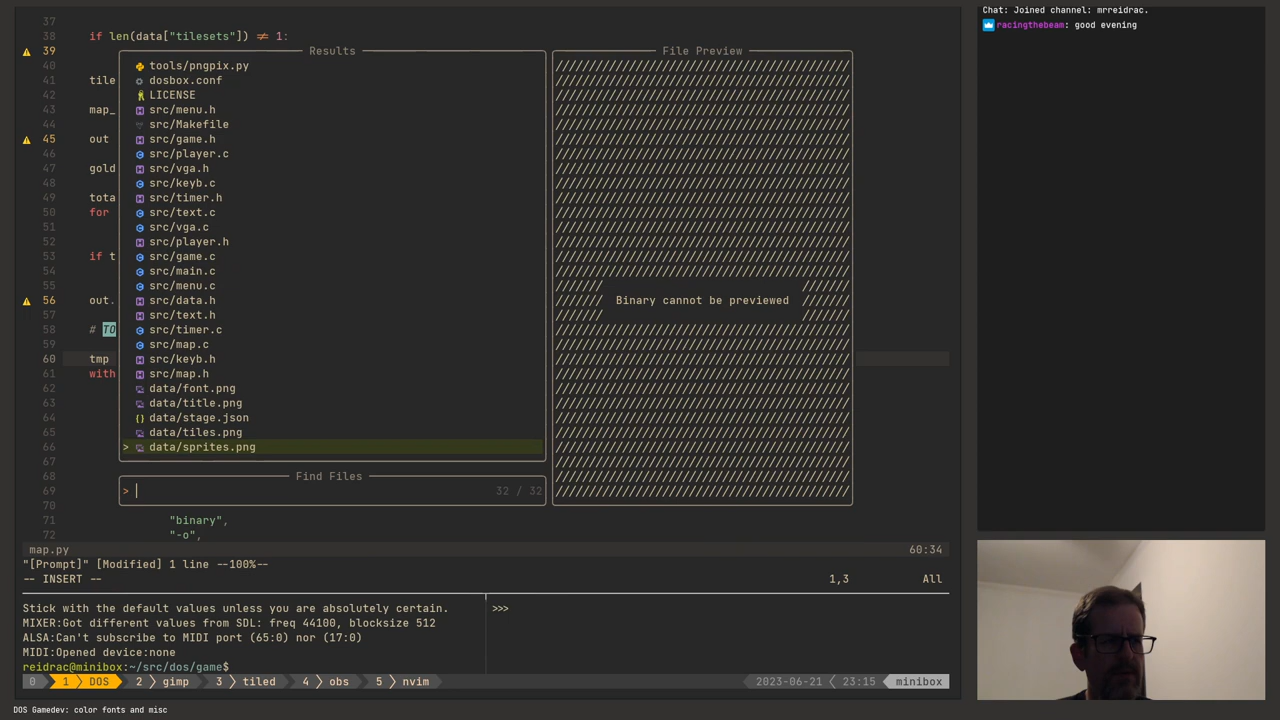 37
38 if len(data["tilesets"]) ≠ 1:
39
40
41 tile
42
43 map_
44
45 out
46
47 gold
48
49 tota
50 for
51
52
53 if t
54
55
56 out.
57
58 # TO
59
60 tmp
61 with
62
63
64
65
66
67
68
69
70
71 "binary",
72 "-o",
Results
tools/pngpix.py
dosbox.conf
LICENSE
src/menu.h
src/Makefile
src/game.h
src/player.c
src/vga.h
src/keyb.c
src/timer.h
src/text.c
src/vga.c
src/player.h
src/game.c
src/main.c
src/menu.c
src/data.h
src/text.h
src/timer.c
src/map.c
src/keyb.h
src/map.h
data/font.png
data/title.png
data/stage.json
data/tiles.png
> data/sprites.png
Find Files
> 32 / 32
File Preview
Binary cannot be previewed
map.py 60:34
"[Prompt]" [Modified] 1 line --100%--
-- INSERT -- 1,3 All
Stick with the default values unless you are absolutely certain.
MIXER:Got different values from SDL: freq 44100, blocksize 512
ALSA:Can't subscribe to MIDI port (65:0) nor (17:0)
MIDI:Opened device:none
reidrac@minibox:~/src/dos/game$
>>>
0 1 DOS 2 gimp 3 tiled 4 obs 5 nvim 2023-06-21 23:15 minibox
DOS Gamedev: color fonts and misc
Chat: Joined channel: mrreidrac.
racingthebeam: good evening